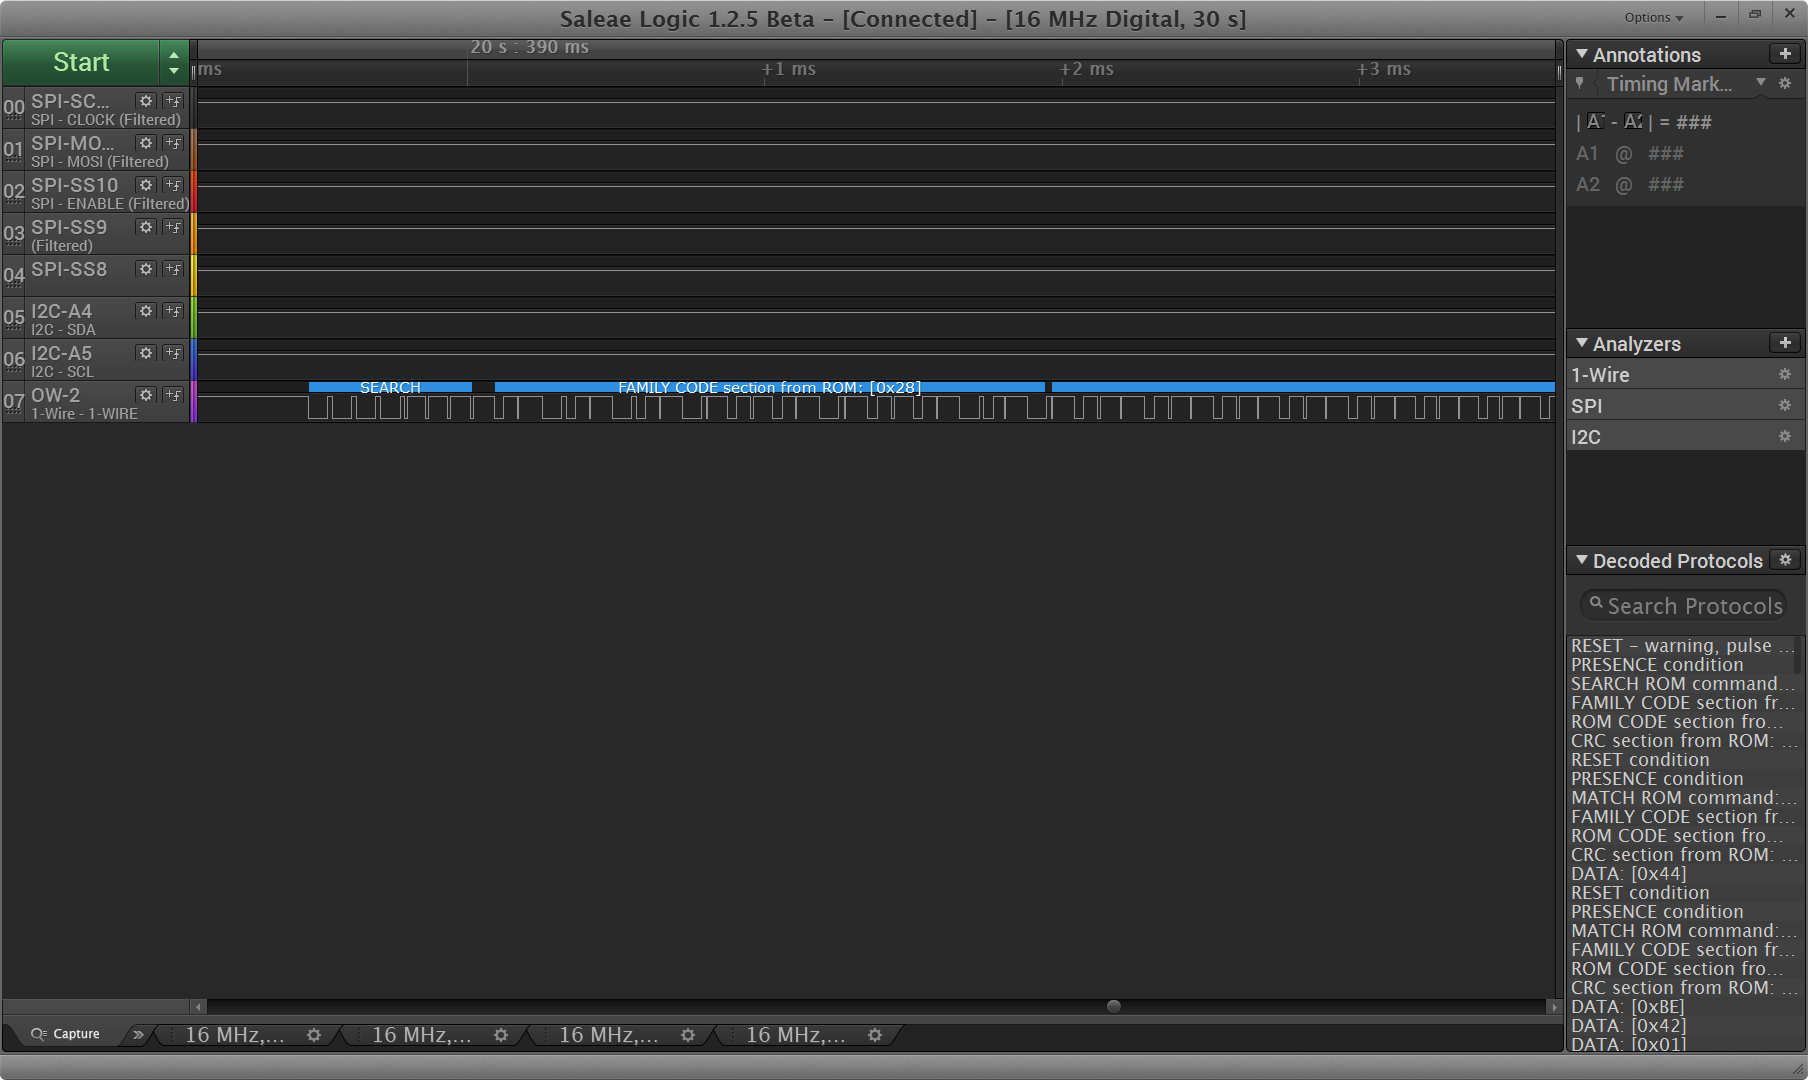 Saleae Logic 1.2.5 Beta - [Connected] - [16 MHz Digital, 30 s]
Options
Start
20 s : 390 ms
ms
+1 ms
+2 ms
+3 ms
00
SPI-SC...
SPI - CLOCK (Filtered)
01
SPI-MO...
SPI - MOSI (Filtered)
02
SPI-SS10
SPI - ENABLE (Filtered)
03
SPI-SS9
(Filtered)
04
SPI-SS8
05
I2C-A4
I2C - SDA
06
I2C-A5
I2C - SCL
07
OW-2
1-Wire - 1-WIRE
SEARCH
FAMILY CODE section from ROM: [0x28]
Annotations
Timing Mark...
| A1 - A2 | = ###
A1 @ ###
A2 @ ###
Analyzers
1-Wire
SPI
I2C
Decoded Protocols
Search Protocols
RESET - warning, pulse ...
PRESENCE condition
SEARCH ROM command...
FAMILY CODE section fr...
ROM CODE section fro...
CRC section from ROM: ...
RESET condition
PRESENCE condition
MATCH ROM command:...
FAMILY CODE section fr...
ROM CODE section fro...
CRC section from ROM: ...
DATA: [0x44]
RESET condition
PRESENCE condition
MATCH ROM command:...
FAMILY CODE section fr...
ROM CODE section fro...
CRC section from ROM: ...
DATA: [0xBE]
DATA: [0x42]
DATA: [0x01]
Capture
16 MHz,...
16 MHz,...
16 MHz,...
16 MHz,...